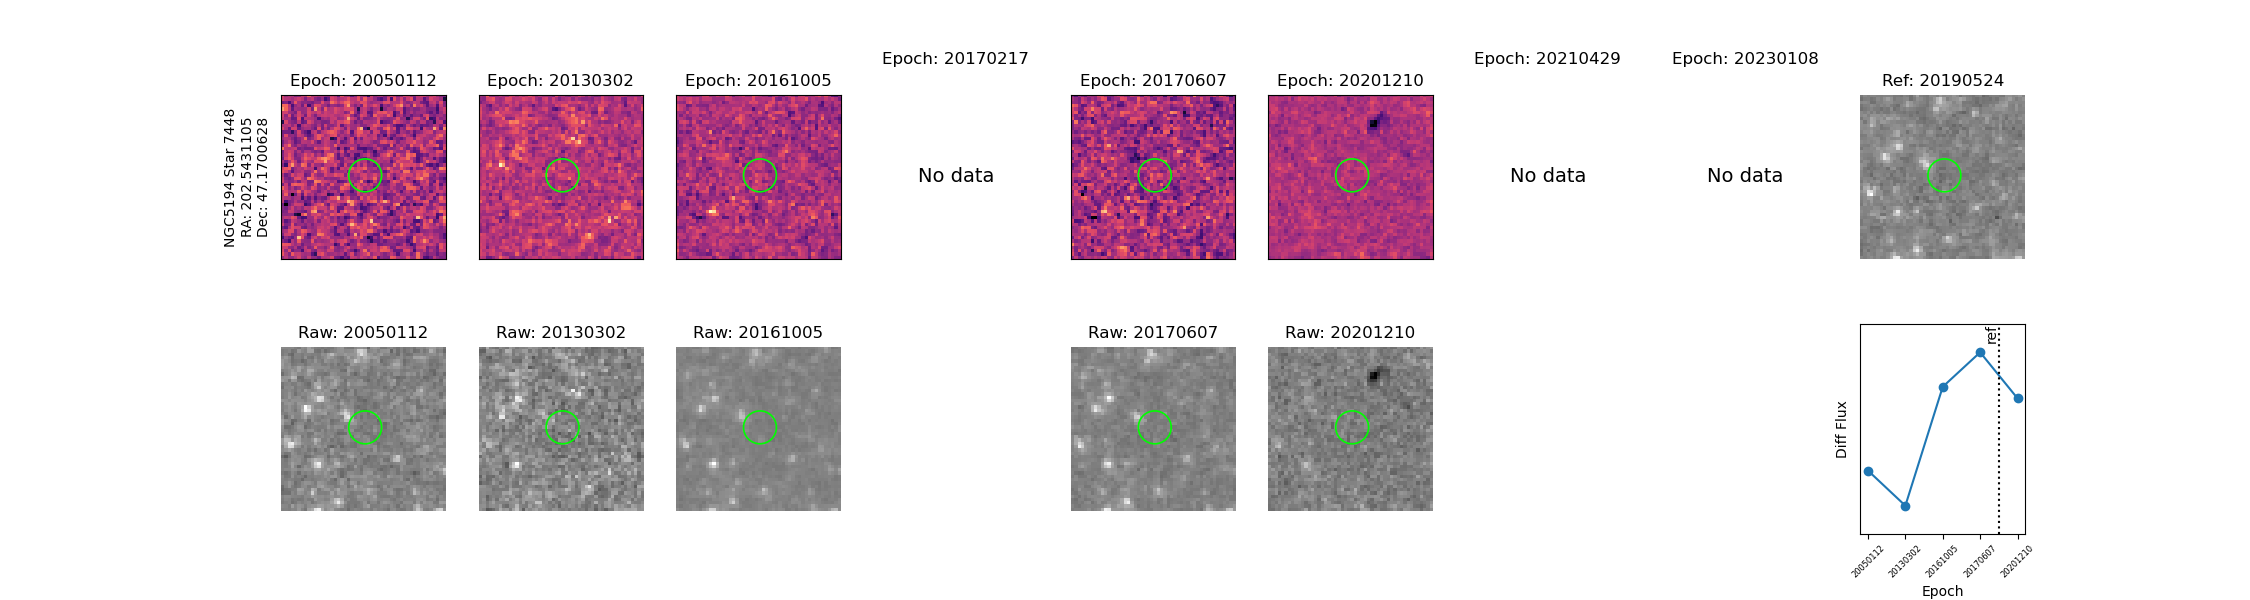 NGC5194 Star 7448
RA: 202.5431105
Dec: 47.1700628
Epoch: 20050112
Epoch: 20130302
Epoch: 20161005
Epoch: 20170217
No data
Epoch: 20170607
Epoch: 20201210
Epoch: 20210429
No data
Epoch: 20230108
No data
Ref: 20190524
Raw: 20050112
Raw: 20130302
Raw: 20161005
Raw: 20170607
Raw: 20201210
ref
Diff Flux
20050112
20130302
20161005
20170607
20201210
Epoch